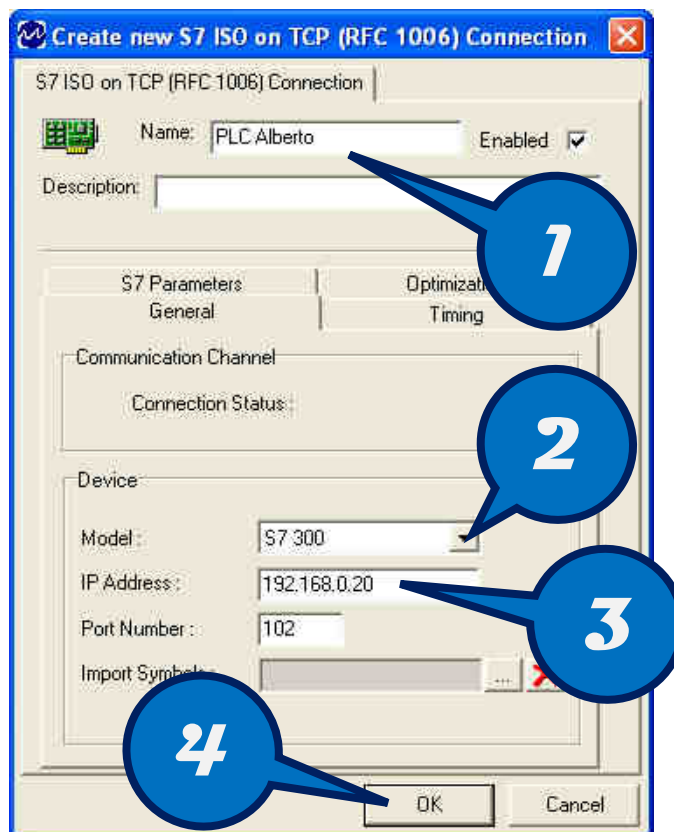 Create new S7 ISO on TCP (RFC 1006) Connection
S7 ISO on TCP (RFC 1006) Connection
Name: PLC Alberto Enabled
Description:
1
S7 Parameters
General Timing
Communication Channel
Connection Status:
2
Device
Model: S7 300
IP Address: 192.168.0.20
3
Port Number: 102
Import ...
4
OK Cancel